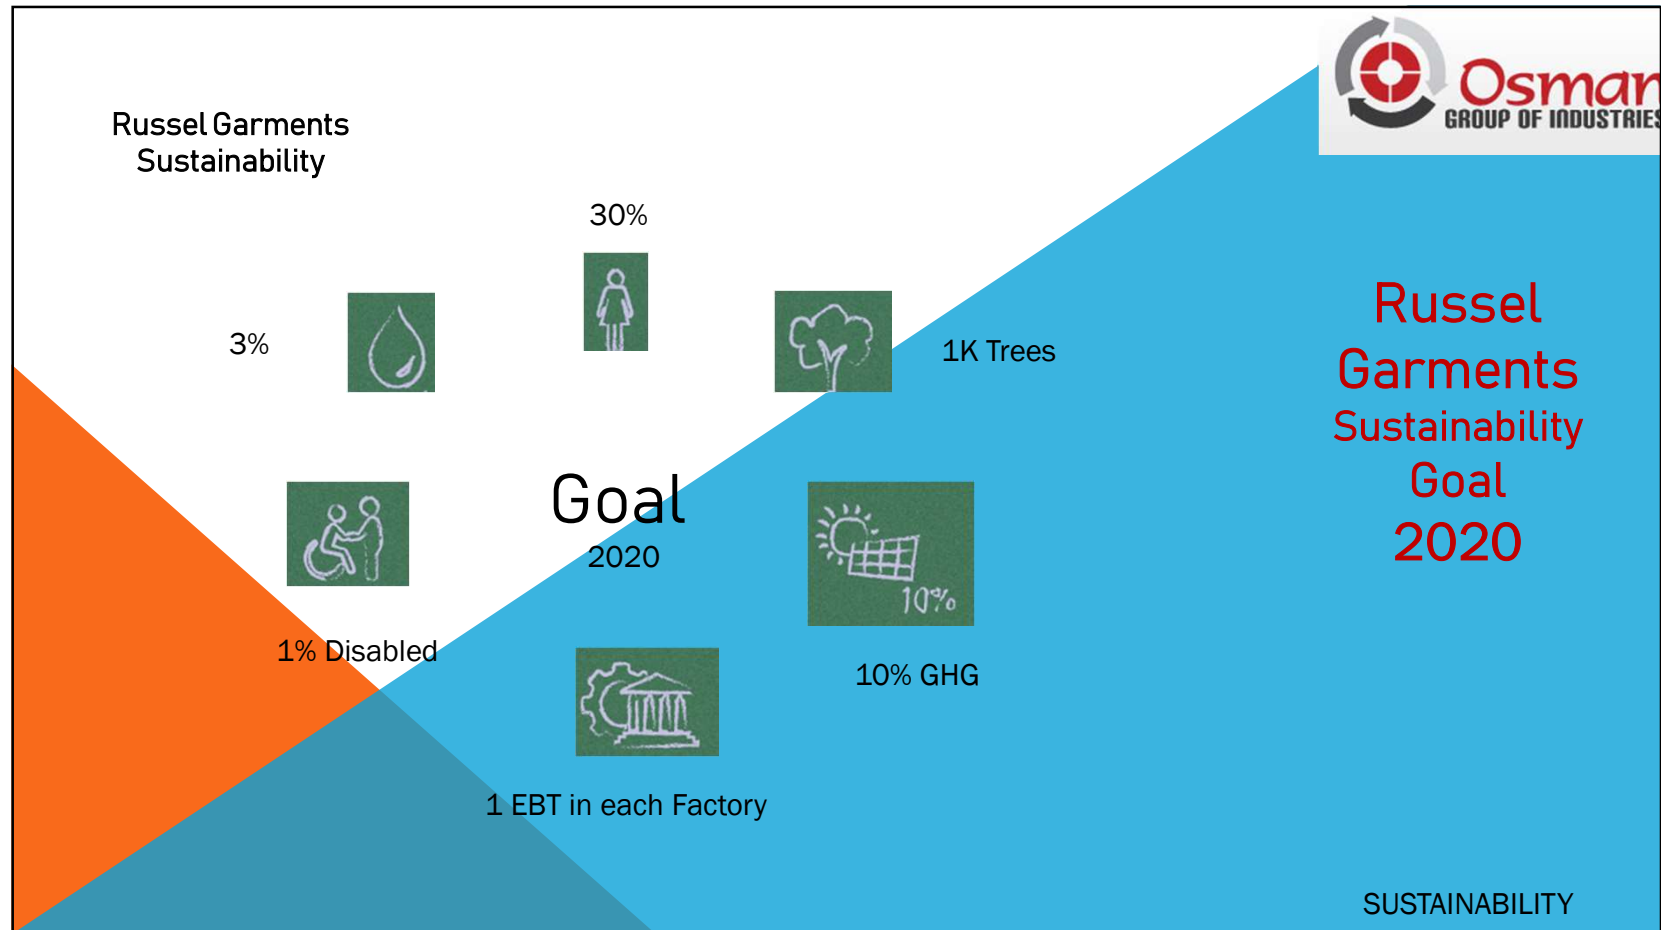 Russel Garments
Sustainability
Osman
GROUP OF INDUSTRIES
30%
3%
1K Trees
Goal
2020
10%
1% Disabled
10% GHG
1 EBT in each Factory
Russel
Garments
Sustainability
Goal
2020
SUSTAINABILITY